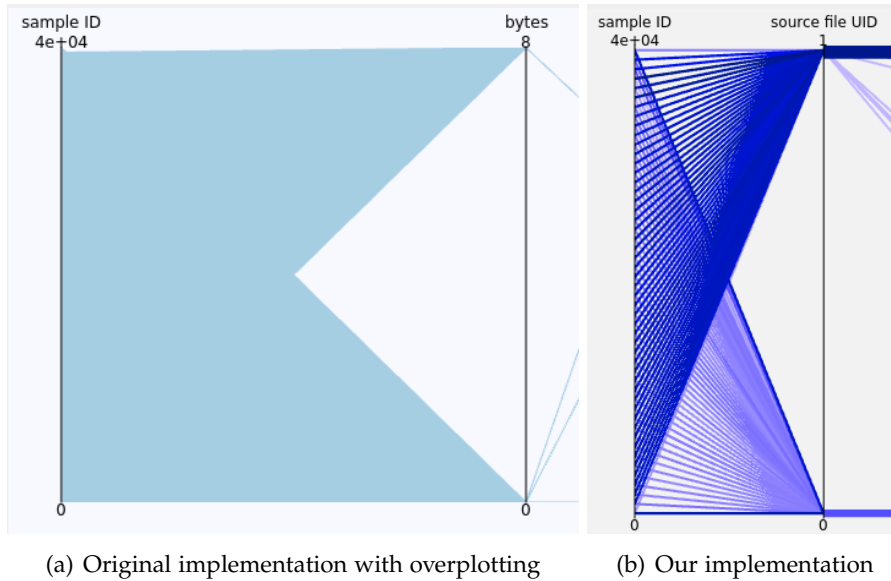 sample ID
bytes
4e+04
8
0
0
sample ID
source file UID
4e+04
1
0
0
(a) Original implementation with overplotting
(b) Our implementation